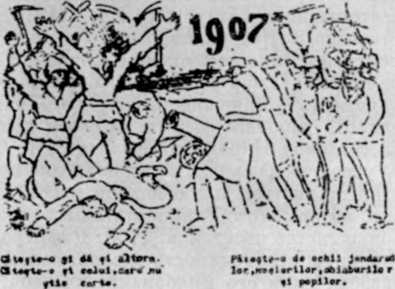 1907
Citeşte-o şi dă şi altora.
Citeşte-o şi celui, care nu
ştie carte.
Păzeşte-o de ochii
lor, moşierilor, chiaburilor
şi popilor.